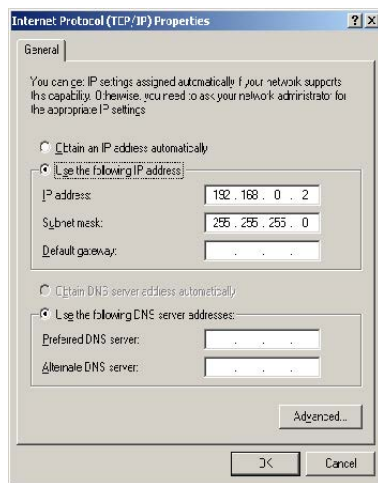 Internet Protocol (TCP/IP) Properties
General
You can get IP settings assigned automatically if your network supports
this capability. Otherwise, you need to ask your network administrator for
the appropriate IP settings.
Obtain an IP address automatically
Use the following IP address:
IP address: 192 . 168 . 0 . 2
Subnet mask: 255 . 255 . 255 . 0
Default gateway: . . .
Obtain DNS server address automatically
Use the following DNS server addresses:
Preferred DNS server: . . .
Alternate DNS server: . . .
Advanced...
OK Cancel